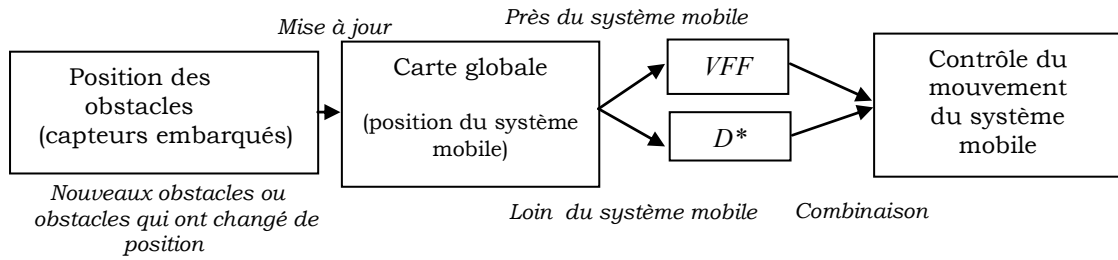 Mise à jour
Près du système mobile
Position des
obstacles
(capteurs embarqués)
Nouveaux obstacles ou
obstacles qui ont changé de
position
Carte globale
(position du système
mobile)
VFF
D*
Loin du système mobile
Combinaison
Contrôle du
mouvement
du système
mobile